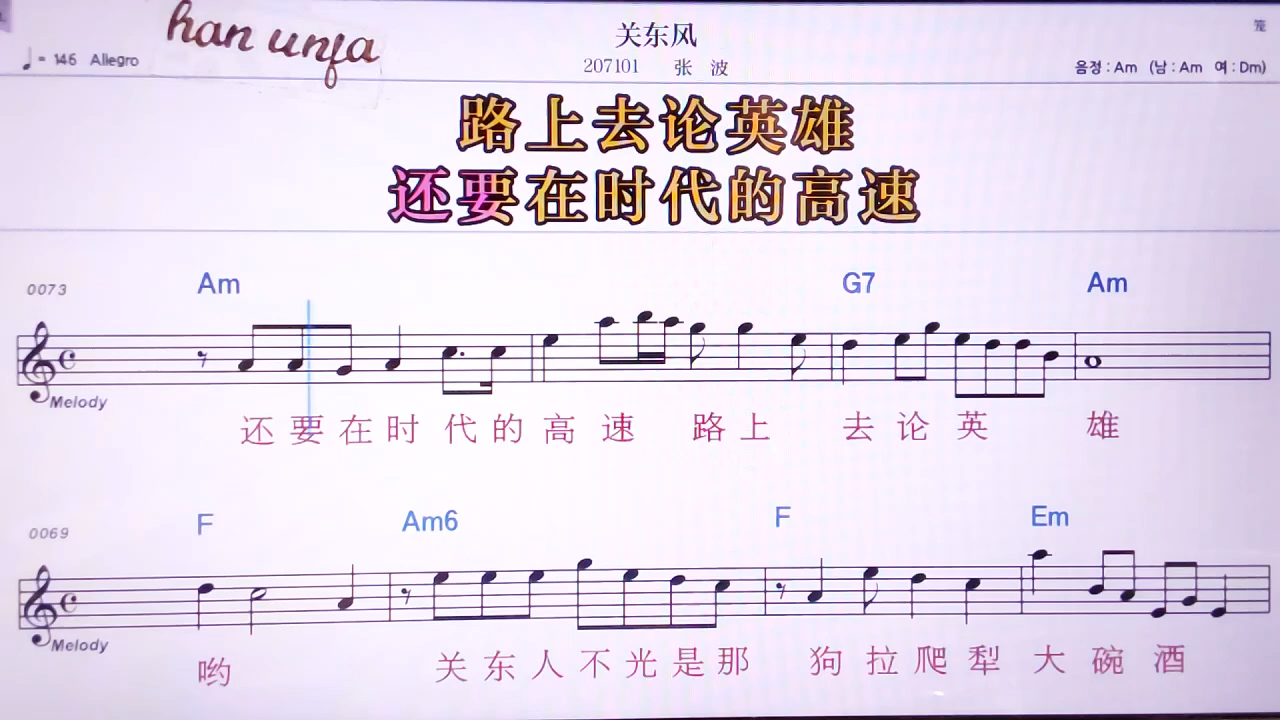 han unfa
关东风
笼
♩= 146 Allegro
207101 张 波
음정 : Am (남 : Am 여 : Dm)
路上去论英雄
还要在时代的高速
0073
Am G7 Am
Melody
还 要 在 时 代 的 高 速 路 上 去 论 英 雄
0069
F Am6 F Em
Melody
哟 关 东 人 不 光 是 那 狗 拉 爬 犁 大 碗 酒